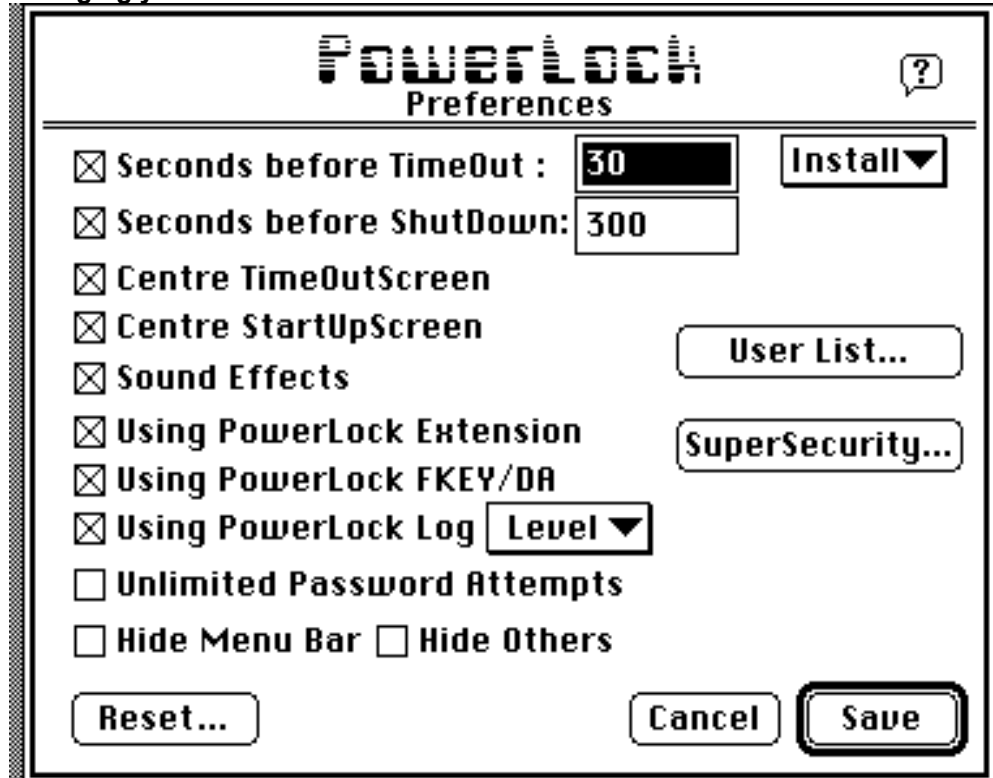 PowerLock
?
Preferences
Seconds before TimeOut : 30 Install
Seconds before ShutDown: 300
Centre TimeOutScreen
Centre StartUpScreen
User List...
Sound Effects
Using PowerLock Extension
SuperSecurity...
Using PowerLock FKEY/DA
Using PowerLock Log Level
Unlimited Password Attempts
Hide Menu Bar Hide Others
Reset... Cancel Save